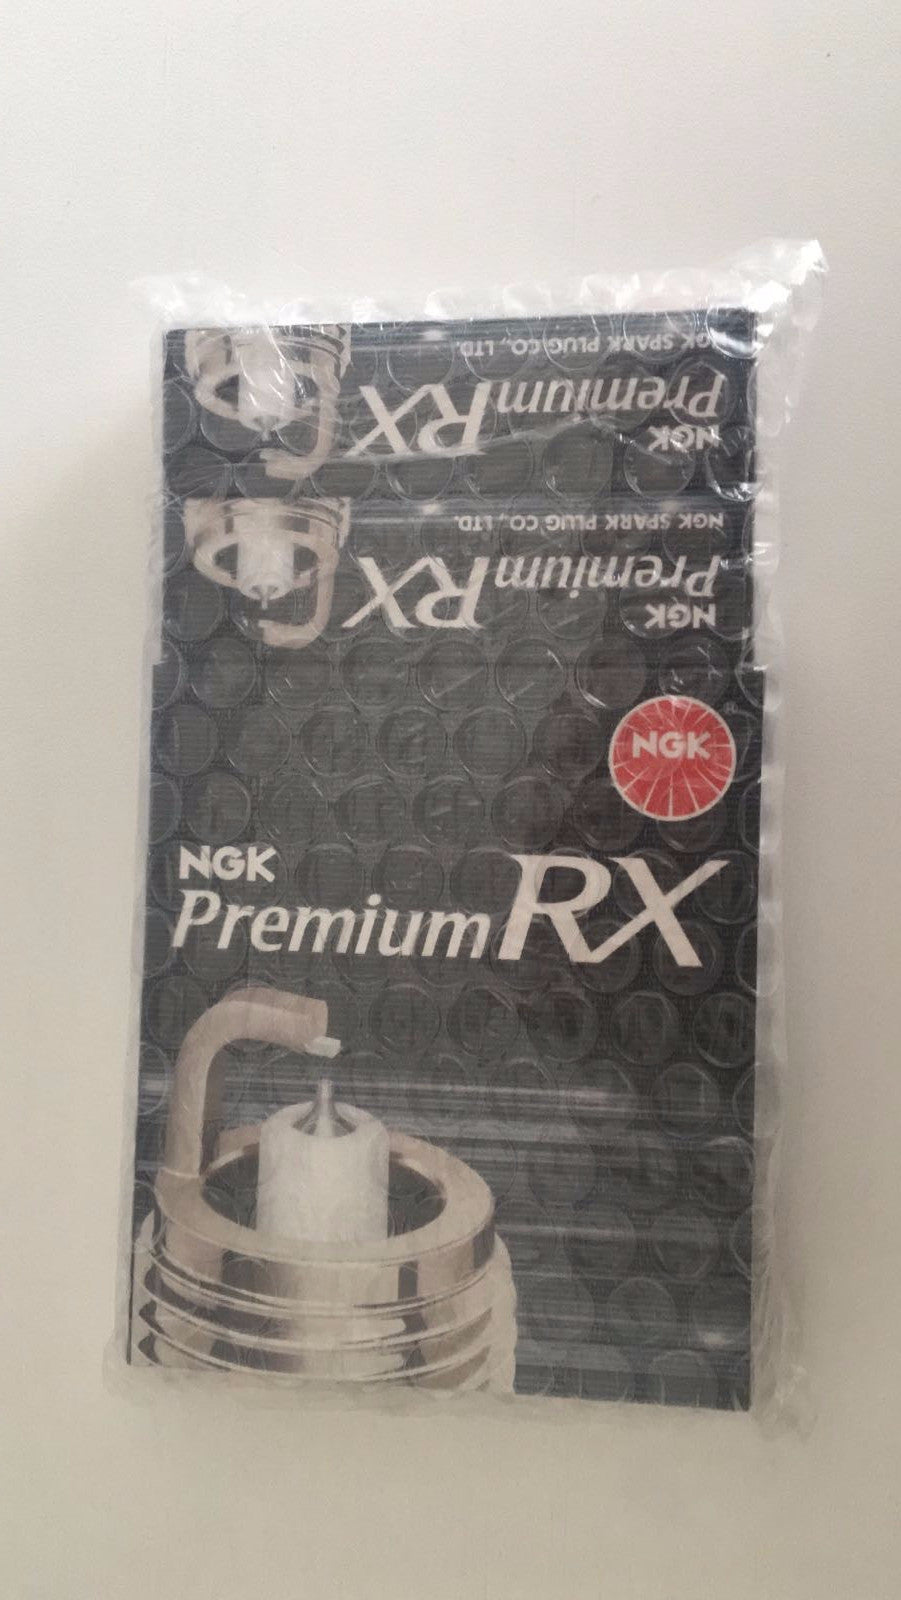 NGK SPARK PLUG CO., LTD.
Premium RX
NGK
NGK SPARK PLUG CO., LTD.
Premium RX
NGK
NGK
®
NGK
Premium RX